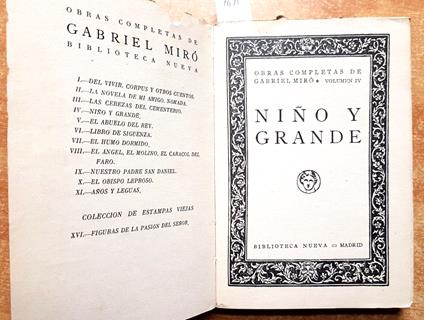 OBRAS COMPLETAS DE
GABRIEL MIRÓ
BIBLIOTECA NUEVA
I.—DEL VIVIR. CORPUS Y OTROS CUENTOS.
II.—LA NOVELA DE MI AMIGO. NOMADA.
III.—LAS CEREZAS DEL CEMENTERIO.
IV.—NIÑO Y GRANDE.
V.—EL ABUELO DEL REY.
VI.—LIBRO DE SIGUENZA.
VII.—EL HUMO DORMIDO.
VIII.—EL ANGEL, EL MOLINO, EL CARACOL DEL
FARO.
IX.—NUESTRO PADRE SAN DANIEL.
X.—EL OBISPO LEPROSO.
XI.—AÑOS Y LEGUAS.
COLECCION DE ESTAMPAS VIEJAS
XVI.—FIGURAS DE LA PASION DEL SEÑOR.
OBRAS COMPLETAS DE
GABRIEL MIRÓ VOLUMEN IV
NIÑO Y
GRANDE
BIBLIOTECA NUEVA MADRID